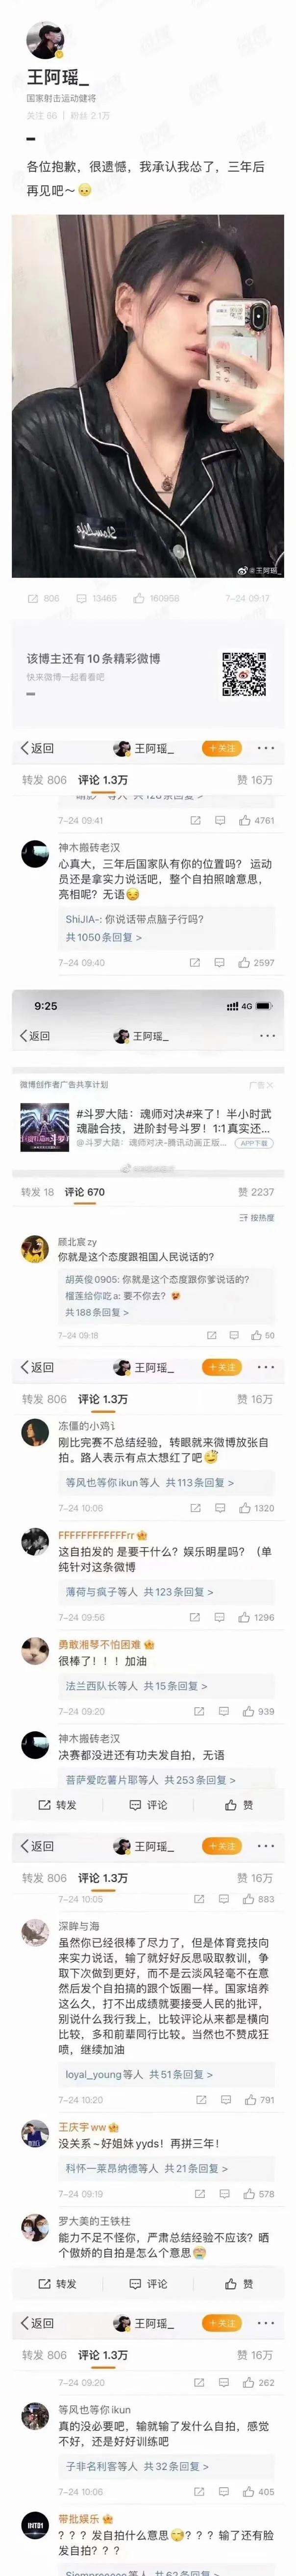 王阿瑶_
国家射击运动健将
关注 66 | 粉丝 2.1万
各位抱歉，很遗憾，我承认我怂了，三年后
再见吧～
@王阿瑶_
806 13465 160958 7-24 09:17
该博主还有10条精彩微博
快来微博一起看看吧
返回 王阿瑶_ +关注
转发 806 评论 1.3万 赞 16万
7-24 09:41 4761
神木搬砖老汉
心真大，三年后国家队有你的位置吗？ 运动
员还是拿实力说话吧，整个自拍照啥意思，
亮相呢？无语
ShiJIA-: 你说话带点脑子行吗?
共1050条回复 >
7-24 09:40 2597
9:25 4G
返回 王阿瑶_
微博创作者广告共享计划 广告
#斗罗大陆：魂师对决#来了！半小时武
魂融合技，进阶封号斗罗！1:1真实还...
@斗罗大陆：魂师对决-腾讯动画正版... APP下载
转发 18 评论 670 赞 2237
按热度
顾北宸zy
你就是这个态度跟祖国人民说话的？
胡英俊0905: 你就是这个态度跟你爹说话的?
榴莲给你吃a: 要不你去？
共188条回复 >
7-24 09:18 50
返回 王阿瑶_ +关注
转发 806 评论 1.3万 赞 16万
冻僵的小鸡讠
刚比完赛不总结经验，转眼就来微博放张自
拍。路人表示有点太想红了吧
等风也等你ikun等人 共113条回复 >
7-24 10:06 1320
FFFFFFFFFFFFrr
这自拍发的 是要干什么？娱乐明星吗？（单
纯针对这条微博
薄荷与疯子等人 共123条回复 >
7-24 09:56 1296
勇敢湘琴不怕困难
很棒了！！！加油
法兰西队长等人 共15条回复 >
7-24 09:20 939
神木搬砖老汉
决赛都没进还有功夫发自拍，无语
菩萨爱吃薯片耶等人 共253条回复 >
转发 评论 赞
返回 王阿瑶_ +关注
转发 806 评论 1.3万 赞 16万
7-24 10:05 883
深眸与海
虽然你已经很棒了尽力了，但是体育竞技向
来实力说话，输了就好好反思吸取教训，争
取下次做到更好，而不是云淡风轻毫不在意
然后发个自拍搞的跟个饭圈一样。国家培养
这么久，打不出成绩就要接受人民的批评，
别说什么我行我上，比较评论从来都是横向
比较，多和前辈同行比较。当然也不赞成狂
喷，继续加油
loyal_young等人 共51条回复 >
7-24 10:20 791
王庆宇ww
没关系～好姐妹yyds！再拼三年！
科怀一莱昂纳德等人 共21条回复 >
7-24 09:19 578
罗大美的王铁柱
能力不足不怪你，严肃总结经验不应该？晒
个傲娇的自拍是怎么个意思
转发 评论 赞
返回 王阿瑶_ +关注
转发 806 评论 1.3万 赞 16万
7-24 09:20 262
等风也等你ikun
真的没必要吧，输就输了发什么自拍，感觉
不好，还是好好训练吧
子非名利客等人 共32条回复 >
7-24 10:06 405
带批娱乐
？？？发自拍什么意思？？？输了还有脸
发自拍？？？